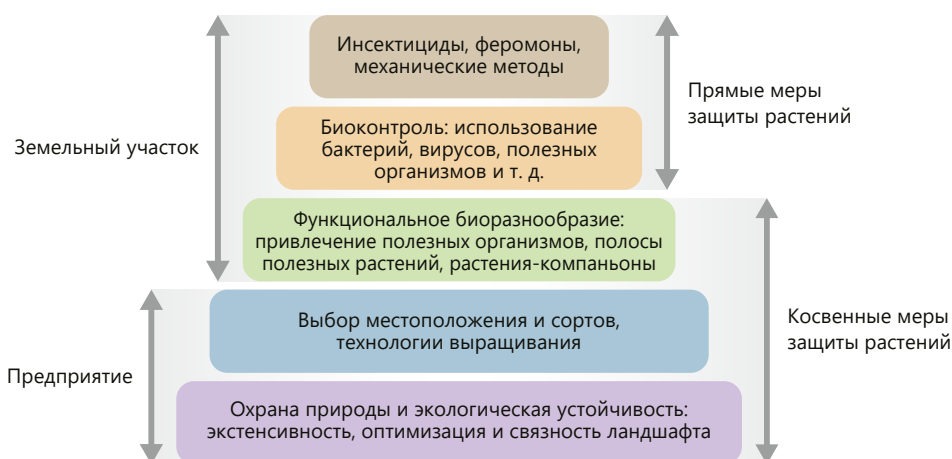 Инсектициды, феромоны,
механические методы
Прямые меры
защиты растений
Земельный участок
Биоконтроль: использование
бактерий, вирусов, полезных
организмов и т. д.
Функциональное биоразнообразие:
привлечение полезных организмов, полосы
полезных растений, растения-компаньоны
Выбор местоположения и сортов,
технологии выращивания
Косвенные меры
защиты растений
Предприятие
Охрана природы и экологическая устойчивость:
экстенсивность, оптимизация и связность ландшафта